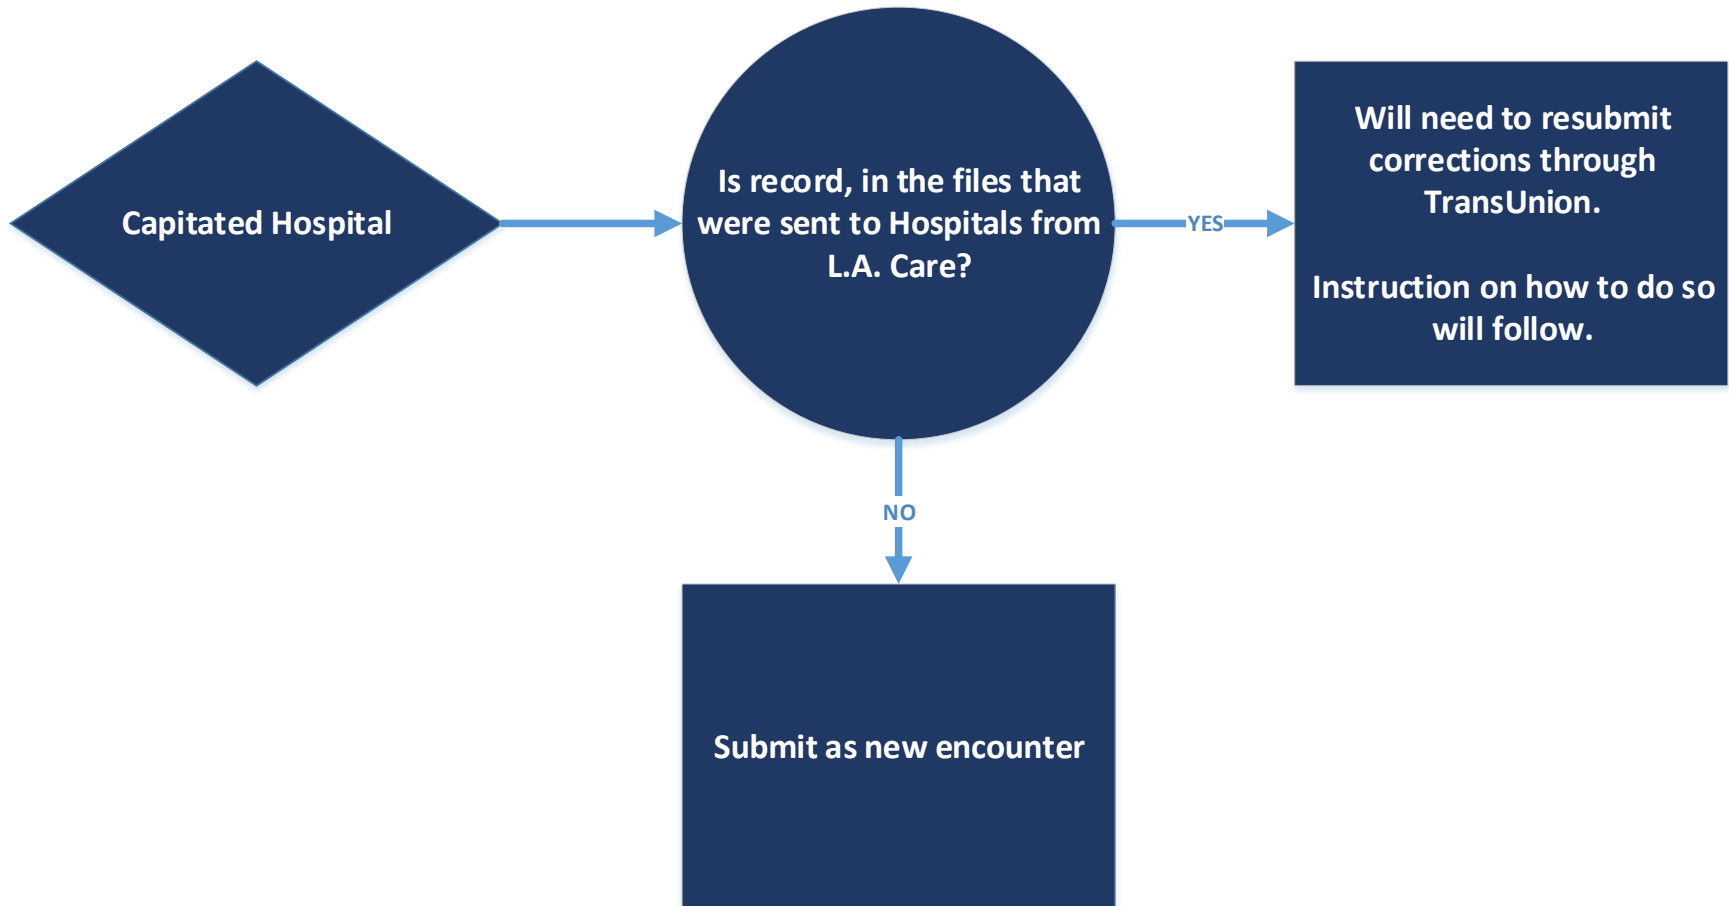 Capitated Hospital
Is record, in the files that
were sent to Hospitals from
L.A. Care?
YES
Will need to resubmit
corrections through
TransUnion.
Instruction on how to do so
will follow.
NO
Submit as new encounter